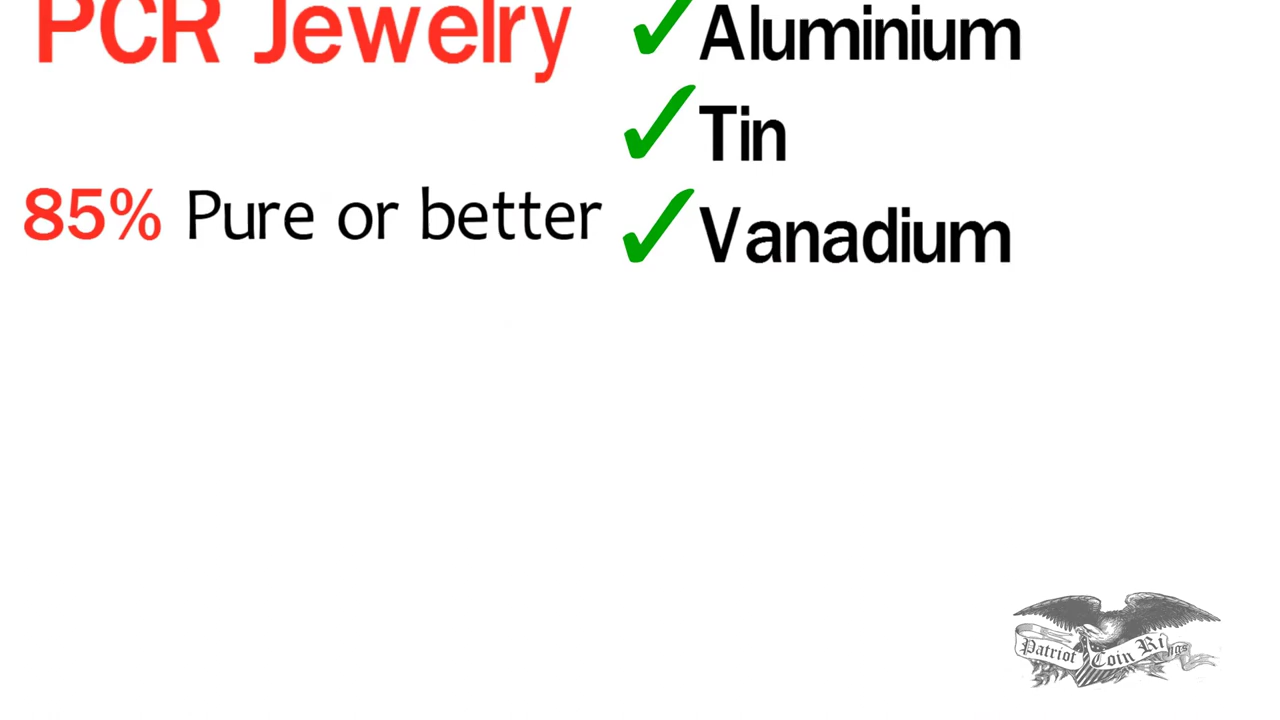 PCR Jewelry
85% Pure or better
✓Aluminium
✓Tin
✓Vanadium
Patriot Coin Rings